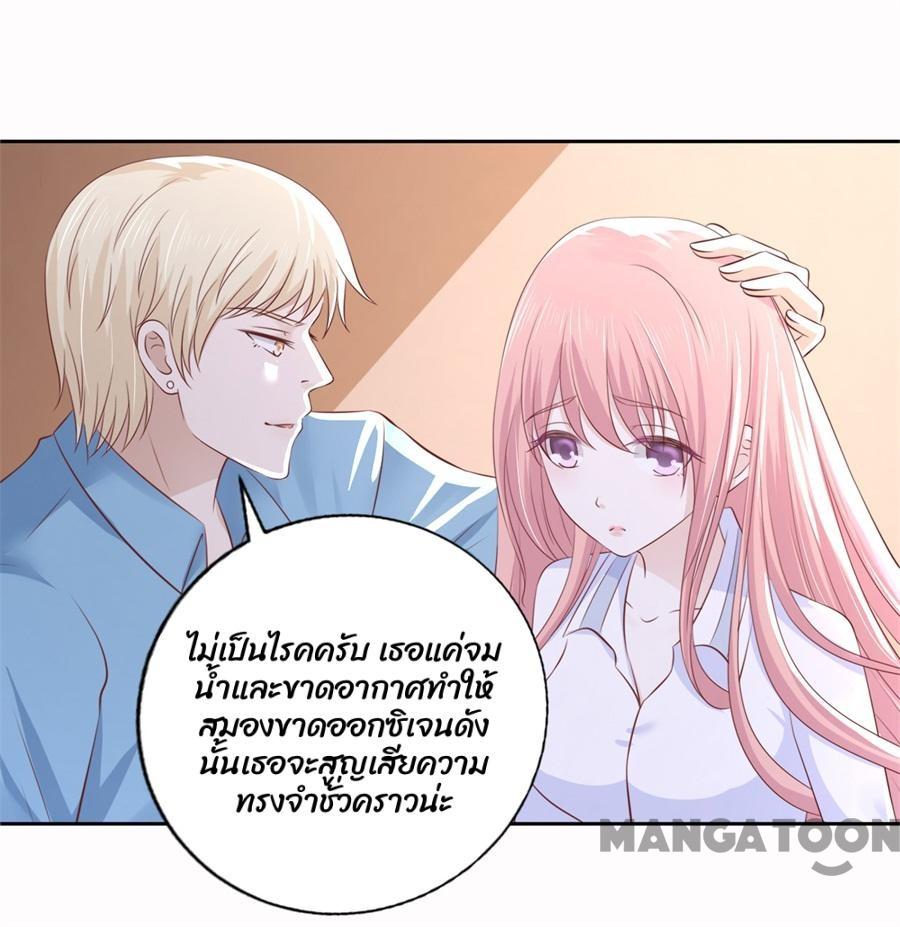 ไม่เป็นไรคครับ เธอแค่จม
น้ำและขาดอากาศทำให้
สมองขาดออกซิเจนดัง
นั้นเธอจะสูญเสียความ
ทรงจำชั่วคราวน่ะ
MANGATOON